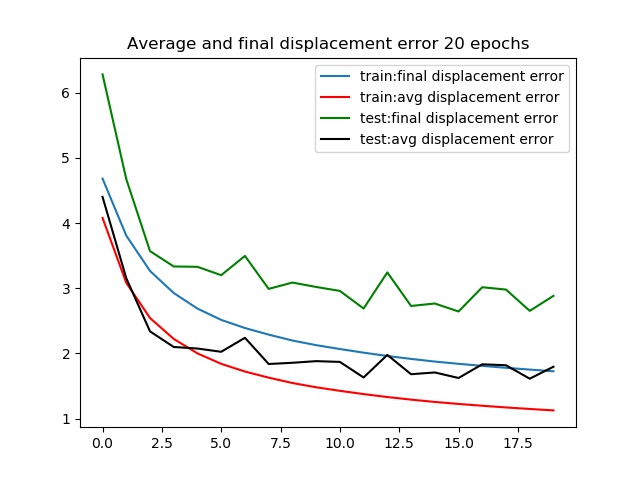 Average and final displacement error 20 epochs
train:final displacement error
train:avg displacement error
test:final displacement error
test:avg displacement error
6
5
4
3
2
1
0.0 2.5 5.0 7.5 10.0 12.5 15.0 17.5